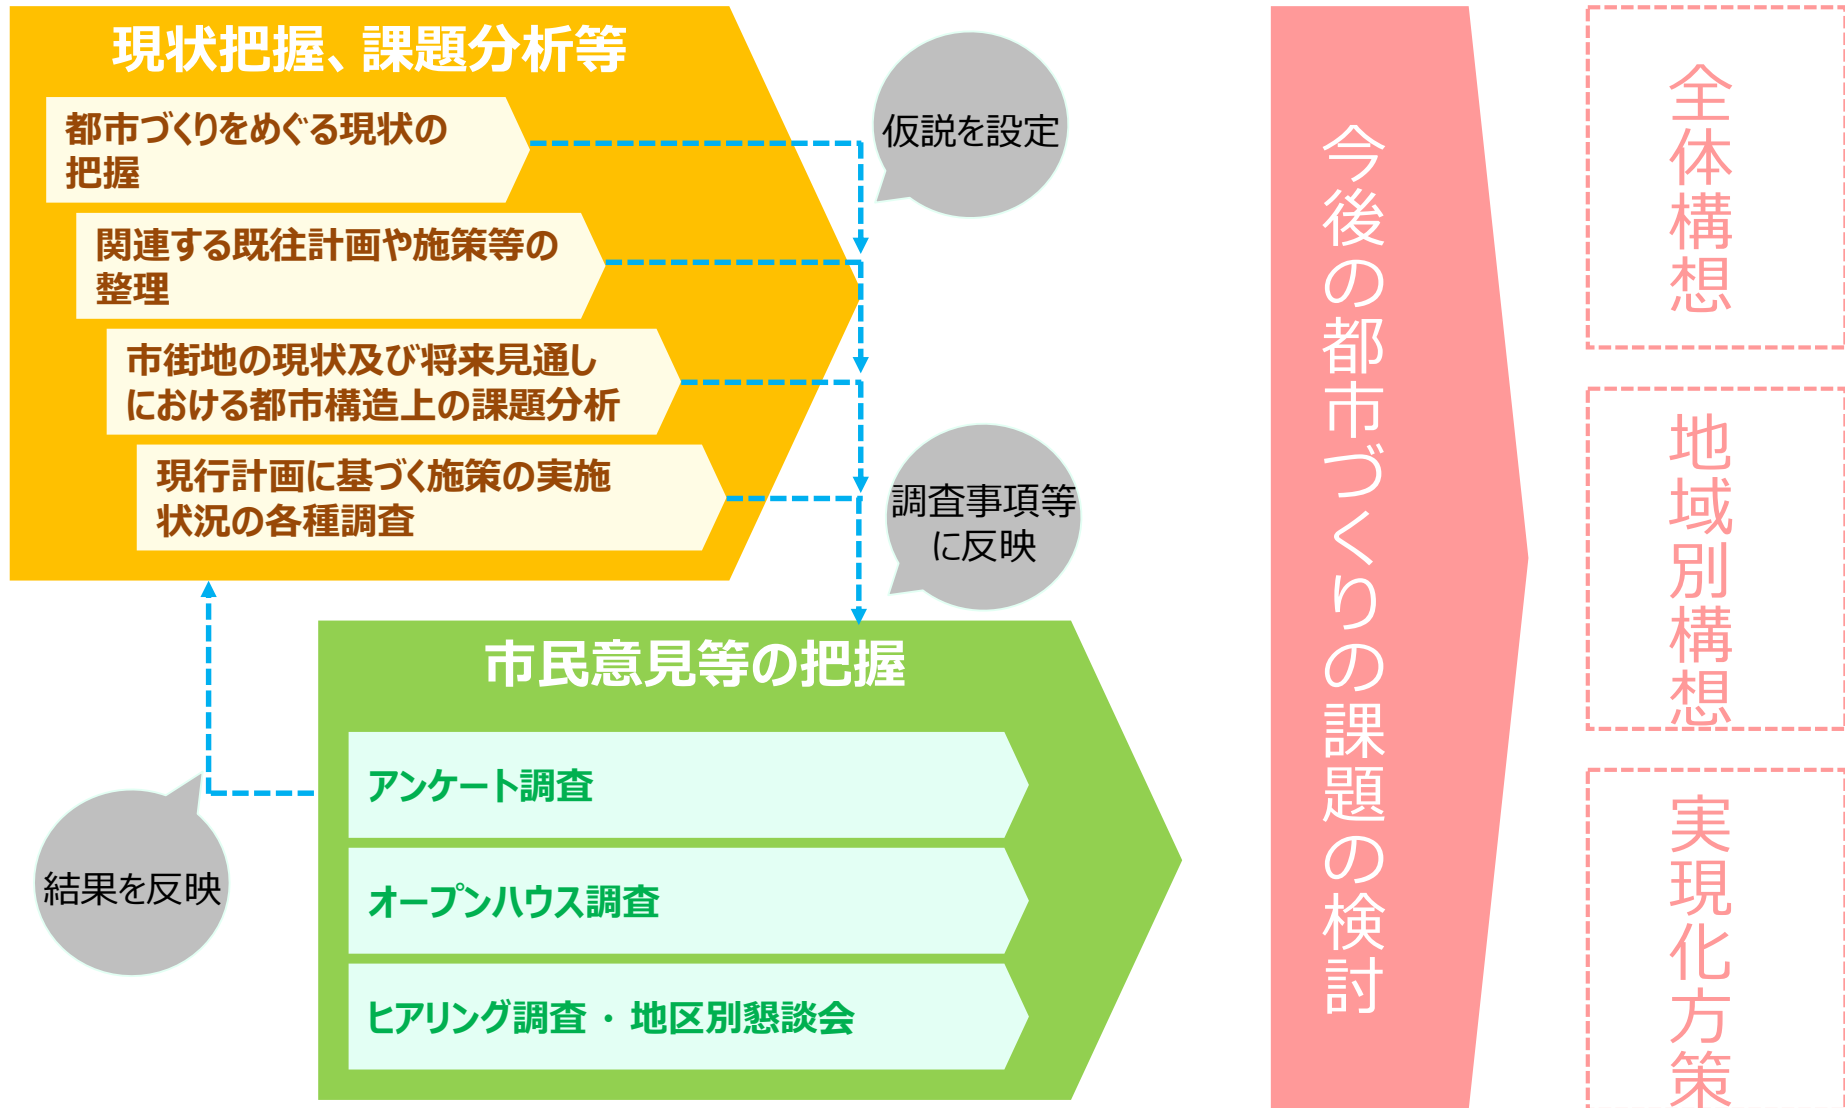 現状把握、課題分析等
都市づくりをめぐる現状の
把握
関連する既往計画や施策等の
整理
市街地の現状及び将来見通し
における都市構造上の課題分析
現行計画に基づく施策の実施
状況の各種調査
仮説を設定
調査事項等
に反映
市民意見等の把握
アンケート調査
オープンハウス調査
ヒアリング調査・地区別懇談会
結果を反映
今後の都市づくりの課題の検討
全体構想
地域別構想
実現化方策